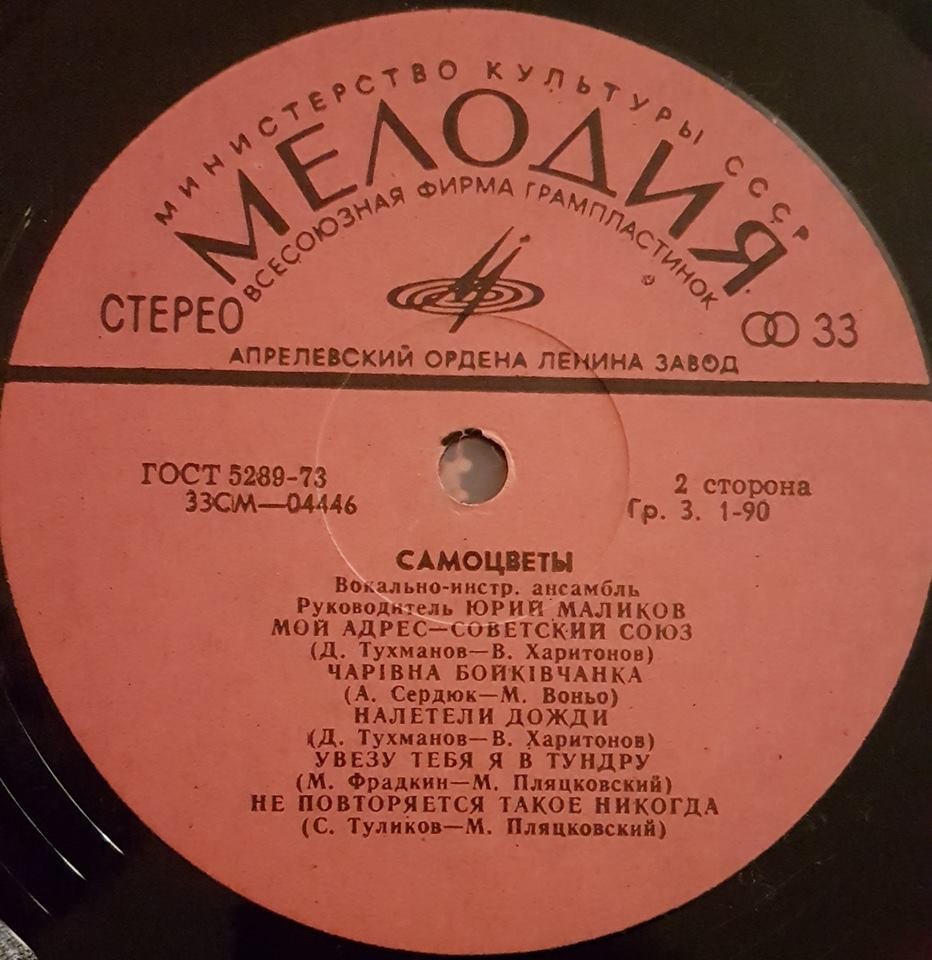 МИНИСТЕРСТВО КУЛЬТУРЫ СССР
МЕЛОДИЯ
ВСЕСОЮЗНАЯ ФИРМА ГРАМПЛАСТИНОК
СТЕРЕО
33
АПРЕЛЕВСКИЙ ОРДЕНА ЛЕНИНА ЗАВОД
ГОСТ 5289-73
33СМ—04446
2 сторона
Гр. 3. 1-90
САМОЦВЕТЫ
Вокально-инстр. ансамбль
Руководитель ЮРИЙ МАЛИКОВ
МОЙ АДРЕС—СОВЕТСКИЙ СОЮЗ
(Д. Тухманов—В. Харитонов)
ЧАРІВНА БОЙКІВЧАНКА
(А. Сердюк—М. Воньо)
НАЛЕТЕЛИ ДОЖДИ
(Д. Тухманов—В. Харитонов)
УВЕЗУ ТЕБЯ Я В ТУНДРУ
(М. Фрадкин—М. Пляцковский)
НЕ ПОВТОРЯЕТСЯ ТАКОЕ НИКОГДА
(С. Туликов—М. Пляцковский)